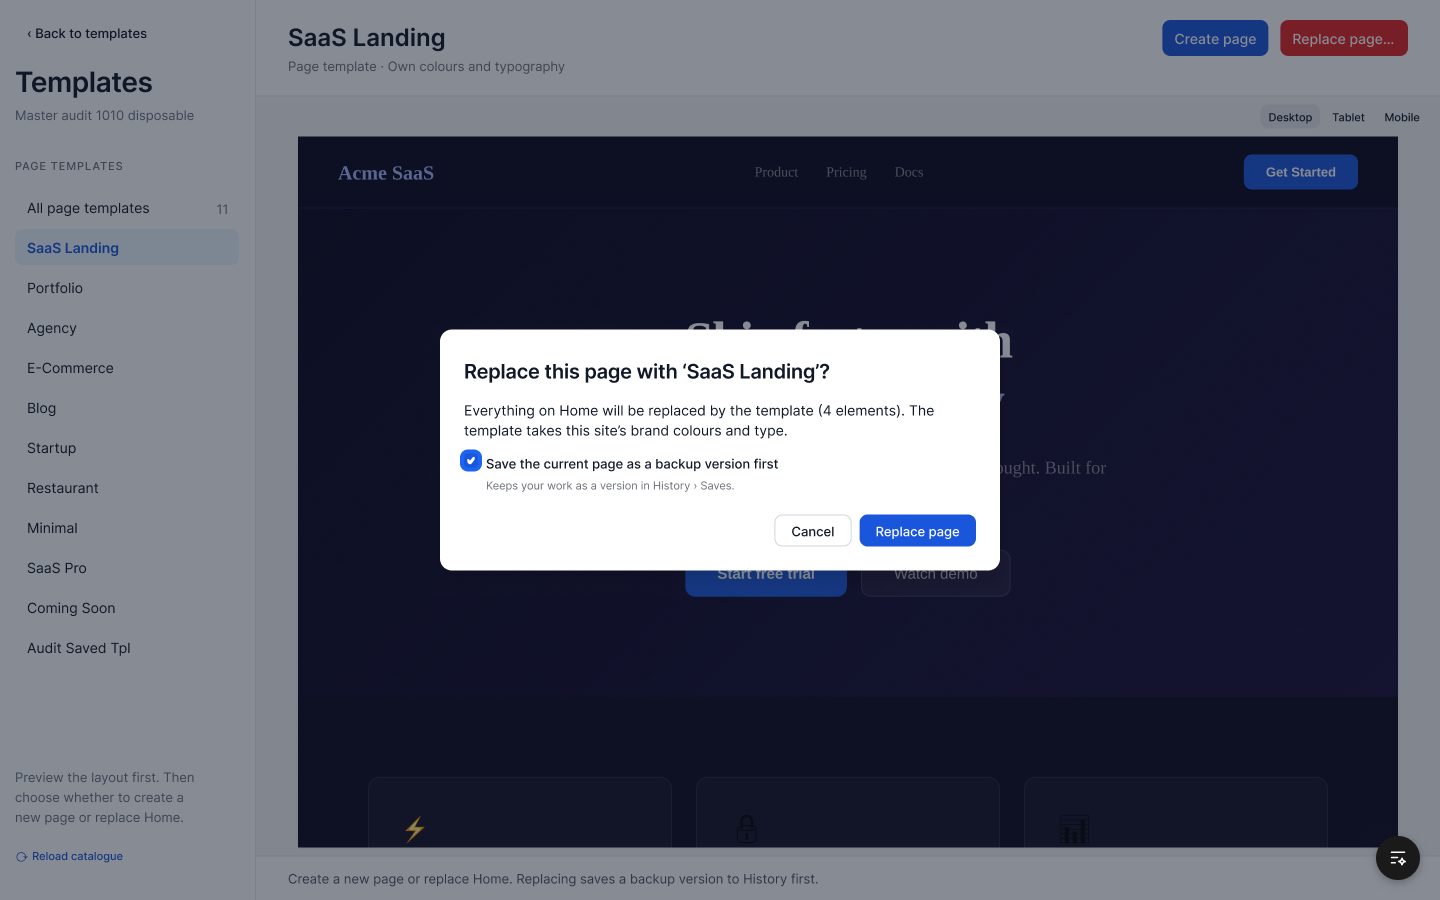 ‹ Back to templates
Templates
Master audit 1010 disposable
PAGE TEMPLATES
All page templates 11
SaaS Landing
Portfolio
Agency
E-Commerce
Blog
Startup
Restaurant
Minimal
SaaS Pro
Coming Soon
Audit Saved Tpl
Preview the layout first. Then
choose whether to create a
new page or replace Home.
Reload catalogue
SaaS Landing
Page template · Own colours and typography
Create page
Replace page...
Desktop Tablet Mobile
Acme SaaS
Product Pricing Docs
Get Started
Replace this page with ‘SaaS Landing’?
Everything on Home will be replaced by the template (4 elements). The
template takes this site’s brand colours and type.
Save the current page as a backup version first
Keeps your work as a version in History › Saves.
Cancel
Replace page
Built for
Start free trial
Watch demo
Create a new page or replace Home. Replacing saves a backup version to History first.